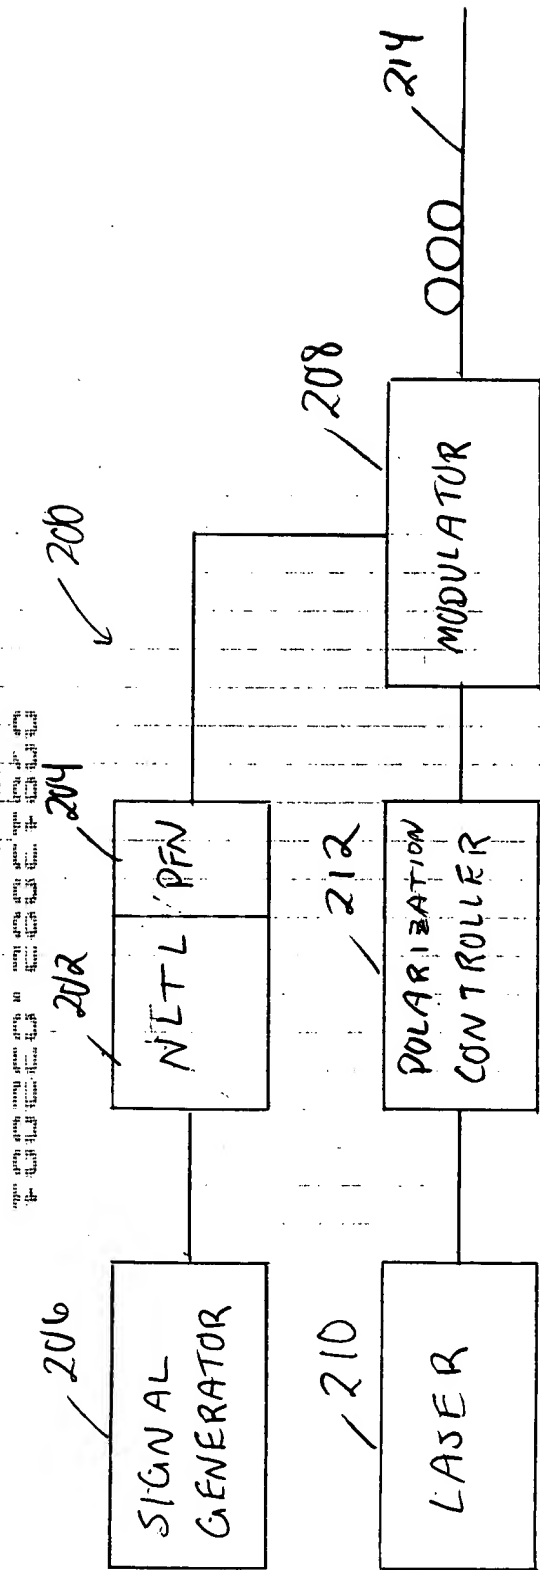 200
206
SIGNAL
GENERATOR
202
NLTL
204
PFN
208
MODULATOR
210
LASER
212
POLARIZATION
CONTROLLER
214